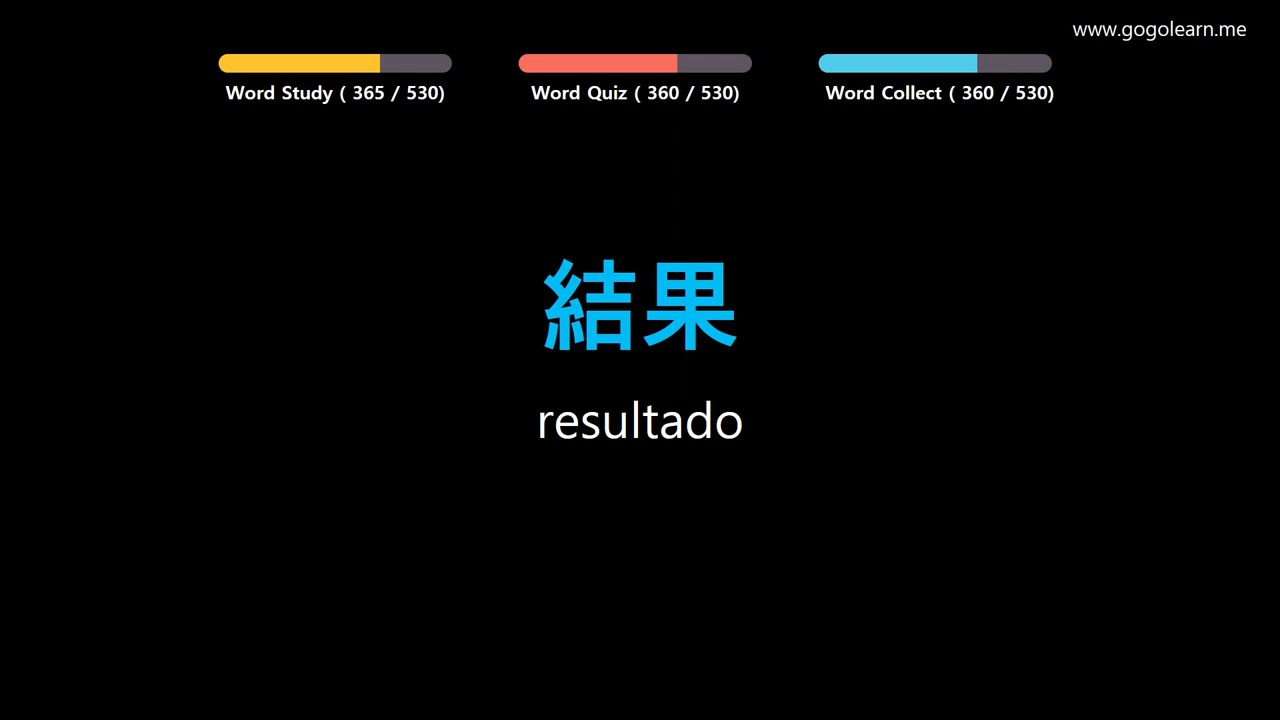 www.gogolearn.me
Word Study ( 365 / 530)
Word Quiz ( 360 / 530)
Word Collect ( 360 / 530)
結果
resultado